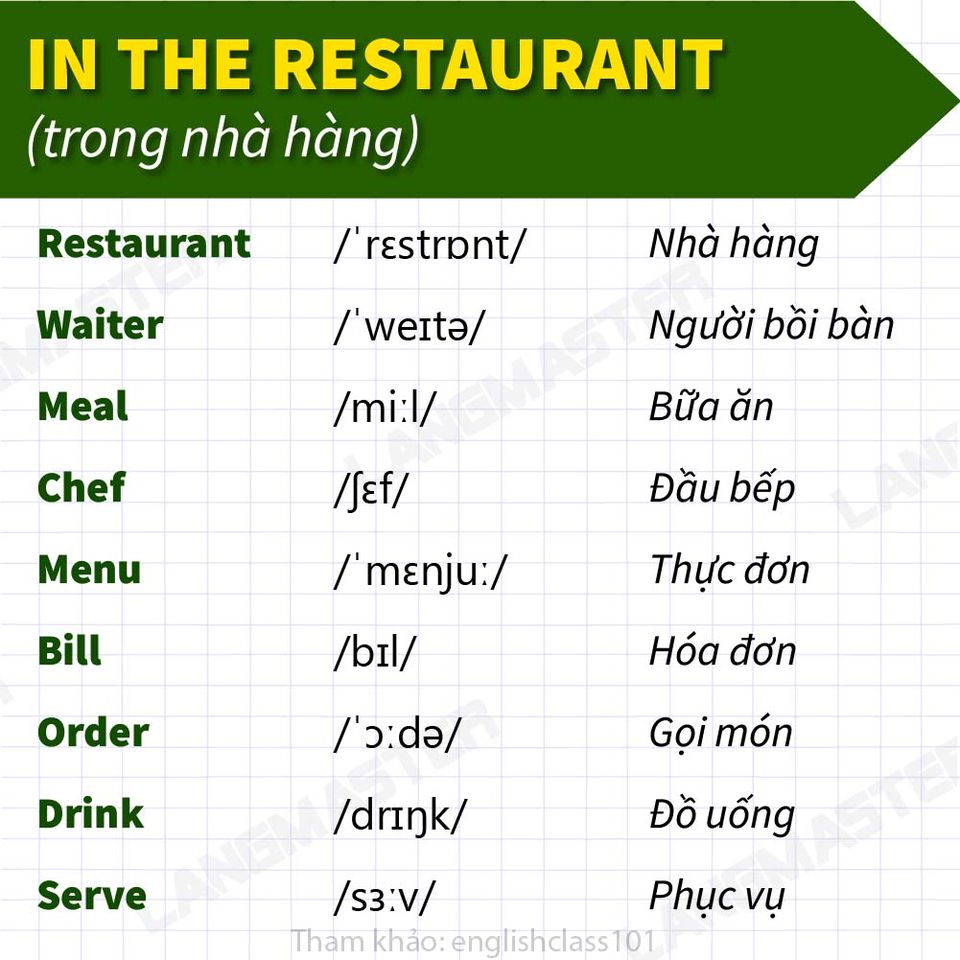 IN THE RESTAURANT
(trong nhà hàng)
Restaurant /ˈrɛstrɒnt/ Nhà hàng
Waiter /ˈweɪtə/ Người bồi bàn
Meal /miːl/ Bữa ăn
Chef /ʃɛf/ Đầu bếp
Menu /ˈmɛnjuː/ Thực đơn
Bill /bɪl/ Hóa đơn
Order /ˈɔːdə/ Gọi món
Drink /drɪŋk/ Đồ uống
Serve /sɜːv/ Phục vụ
Tham khảo: englishclass101
LANGMASTER
LANGMASTER
LANGMASTER